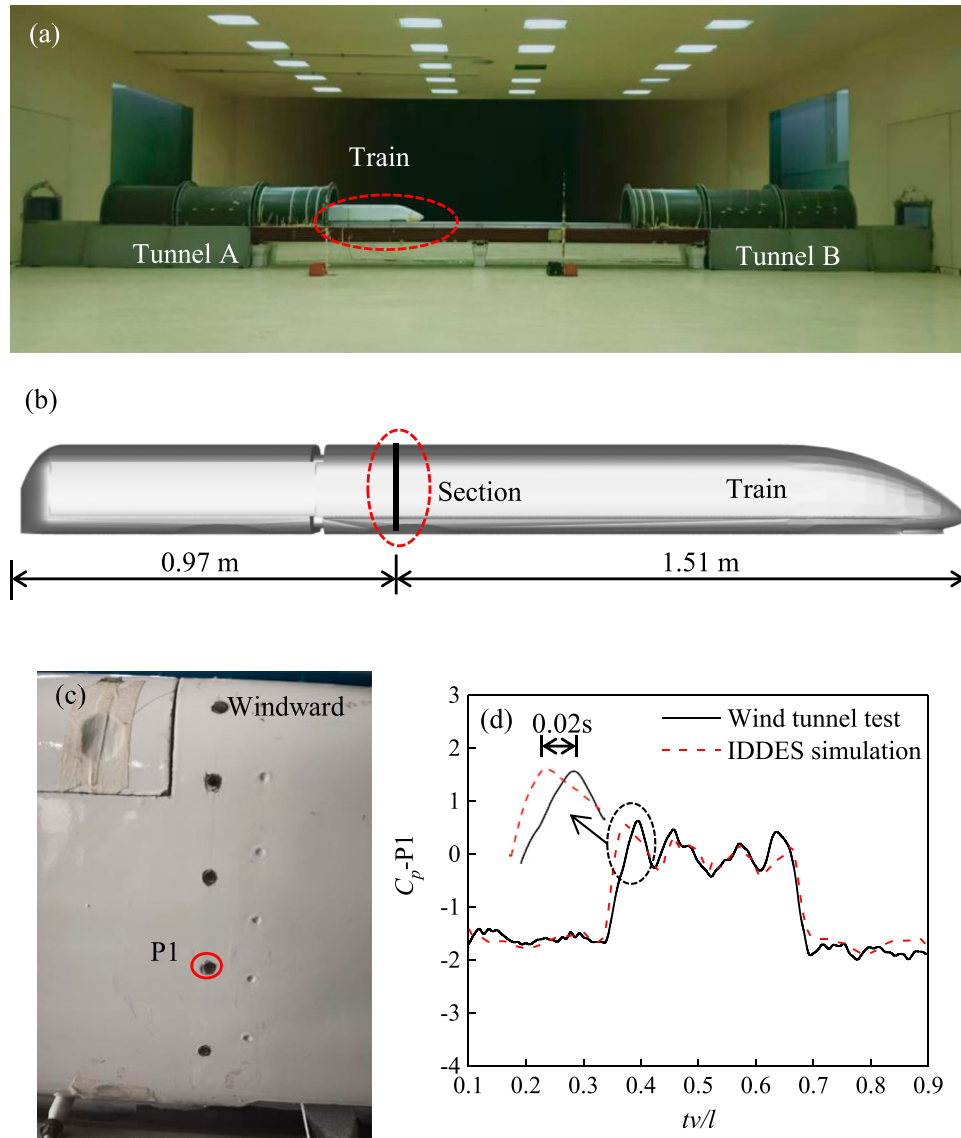 (a)
Train
Tunnel A
Tunnel B
(b)
Section
Train
0.97 m
1.51 m
(c)
Windward
P1
(d)
0.02s
Wind tunnel test
IDDES simulation
C_p-P1
3
2
1
0
-1
-2
-3
-4
0.1 0.2 0.3 0.4 0.5 0.6 0.7 0.8 0.9
tv/l